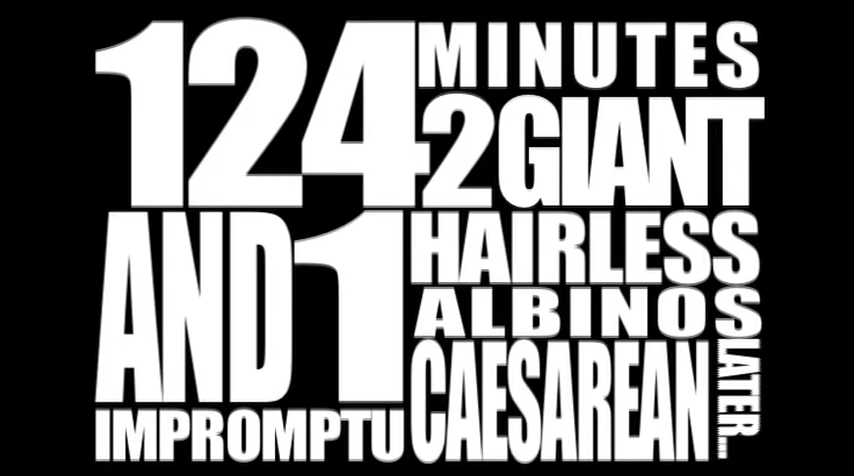 124 MINUTES
2 GIANT
HAIRLESS
ALBINOS
AND 1
IMPROMPTU
CAESAREAN
LATER...